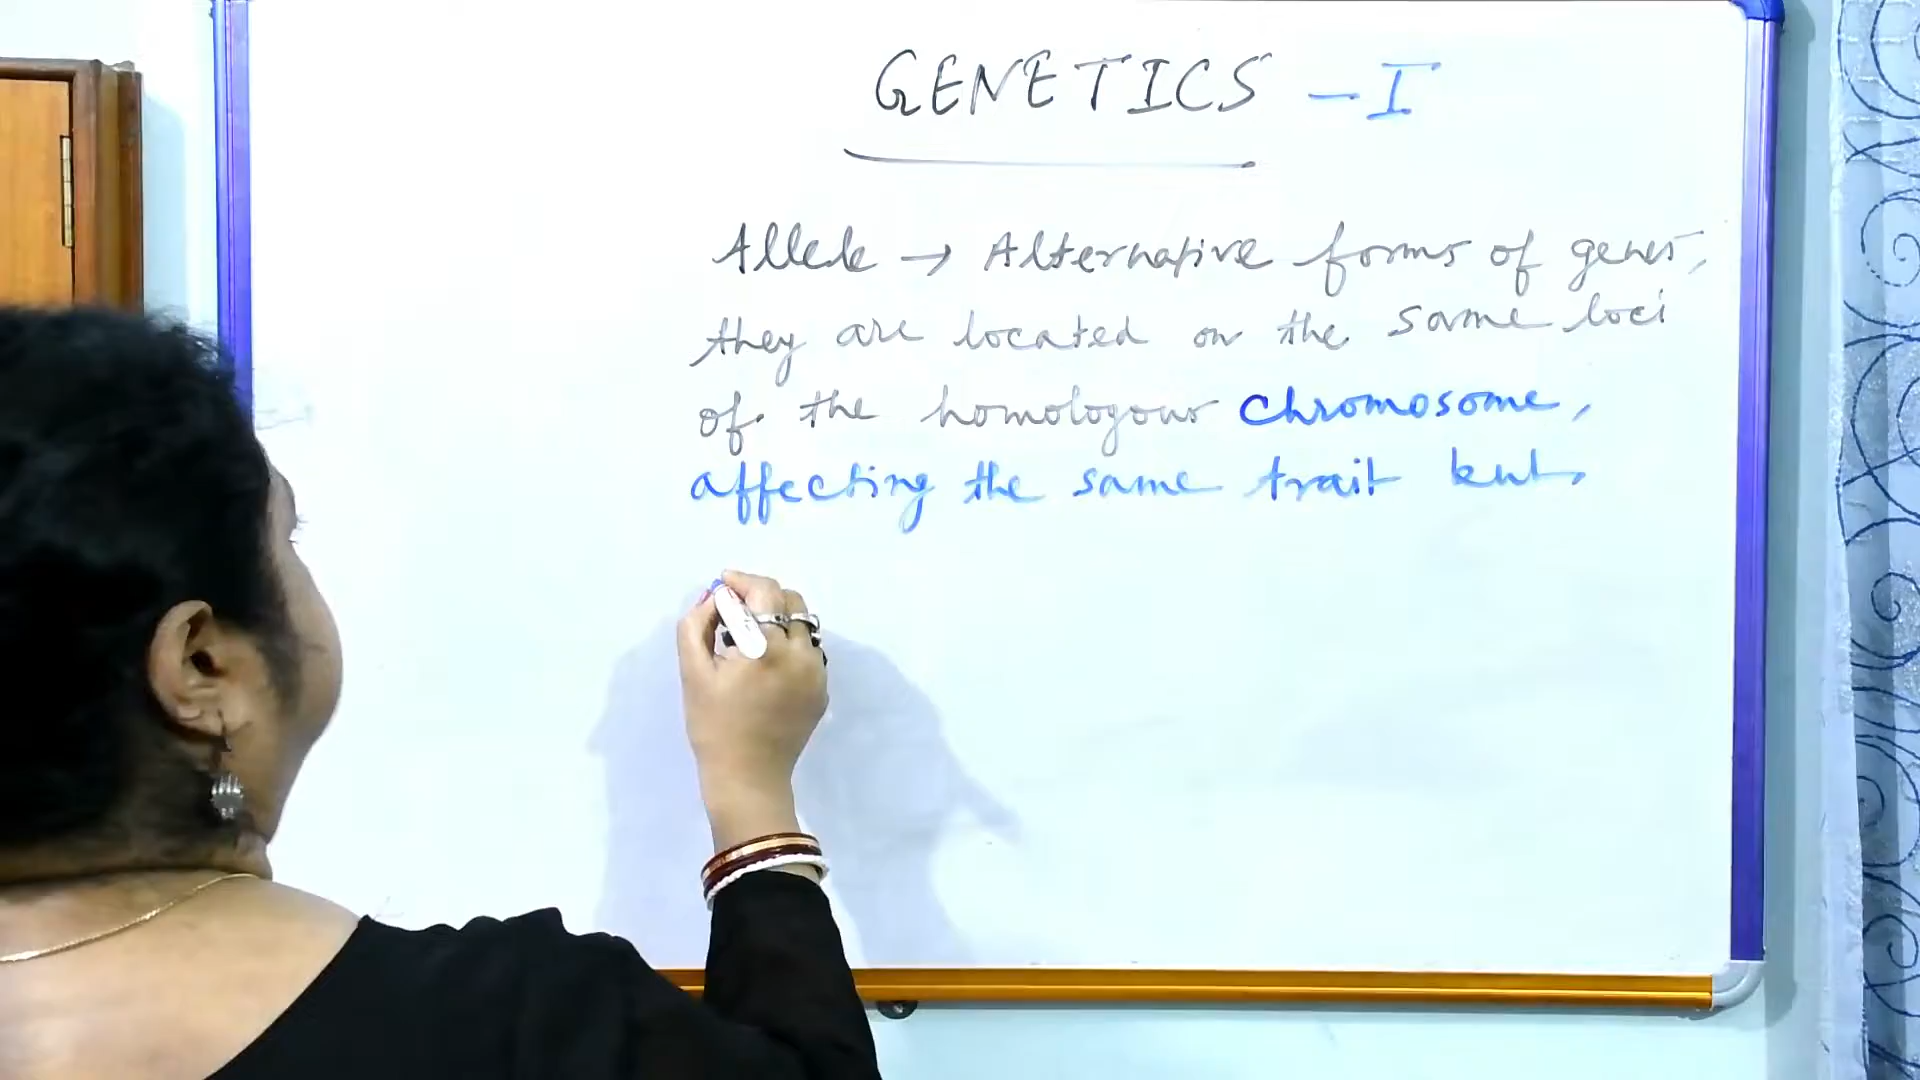 GENETICS - I
Allele → Alternative forms of genes,
they are located on the same loci
of the homologous chromosome,
affecting the same trait but